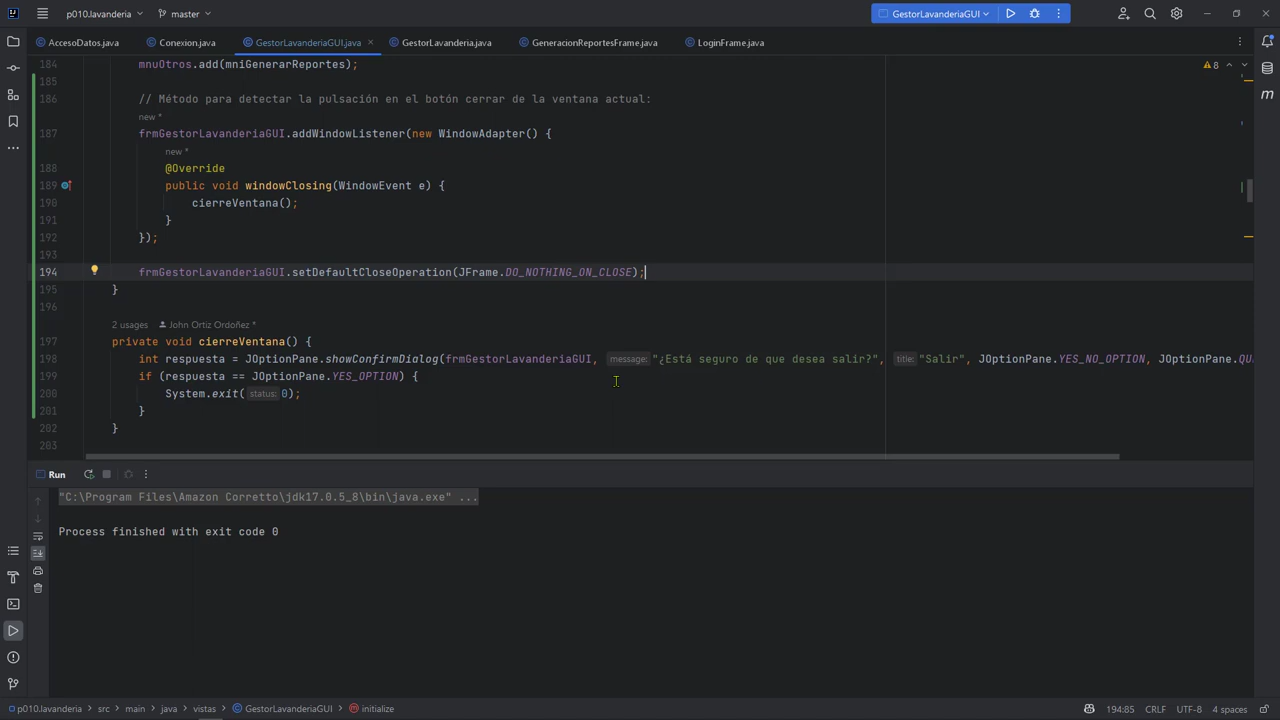 p010.lavanderia master GestorLavanderiaGUI
AccesoDatos.java Conexion.java GestorLavanderiaGUI.java GestorLavanderia.java GeneracionReportesFrame.java LoginFrame.java
184 mnuOtros.add(mniGenerarReportes); 8
185
186 // Método para detectar la pulsación en el botón cerrar de la ventana actual:
new *
187 frmGestorLavanderiaGUI.addWindowListener(new WindowAdapter() {
new *
188 @Override
189 public void windowClosing(WindowEvent e) {
190 cierreVentana();
191 }
192 });
193
194 frmGestorLavanderiaGUI.setDefaultCloseOperation(JFrame.DO_NOTHING_ON_CLOSE);
195 }
196
2 usages John Ortiz Ordoñez *
197 private void cierreVentana() {
198 int respuesta = JOptionPane.showConfirmDialog(frmGestorLavanderiaGUI, message: "¿Está seguro de que desea salir?", title: "Salir", JOptionPane.YES_NO_OPTION, JOptionPane.QU
199 if (respuesta == JOptionPane.YES_OPTION) {
200 System.exit( status: 0);
201 }
202 }
203
Run
"C:\Program Files\Amazon Corretto\jdk17.0.5_8\bin\java.exe" ...
Process finished with exit code 0
p010.lavanderia > src > main > java > vistas > GestorLavanderiaGUI > initialize 194:85 CRLF UTF-8 4 spaces